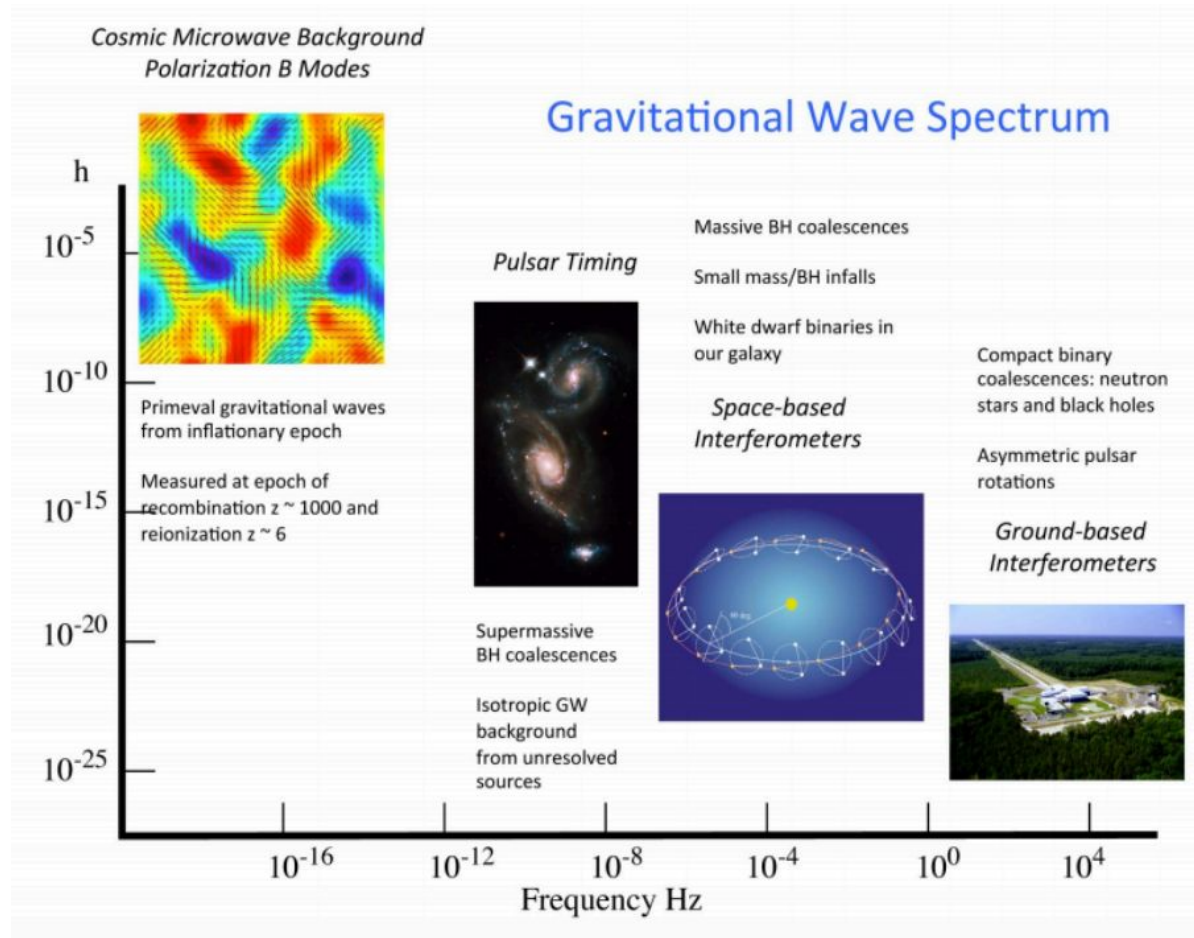 Cosmic Microwave Background
Polarization B Modes
Gravitational Wave Spectrum
h
10-5
10-10
10-15
10-20
10-25
Primeval gravitational waves
from inflationary epoch
Measured at epoch of
recombination z ~ 1000 and
reionization z ~ 6
Pulsar Timing
Supermassive
BH coalescences
Isotropic GW
background
from unresolved
sources
Massive BH coalescences
Small mass/BH infalls
White dwarf binaries in
our galaxy
Space-based
Interferometers
Compact binary
coalescences: neutron
stars and black holes
Asymmetric pulsar
rotations
Ground-based
Interferometers
10-16 10-12 10-8 10-4 100 104
Frequency Hz